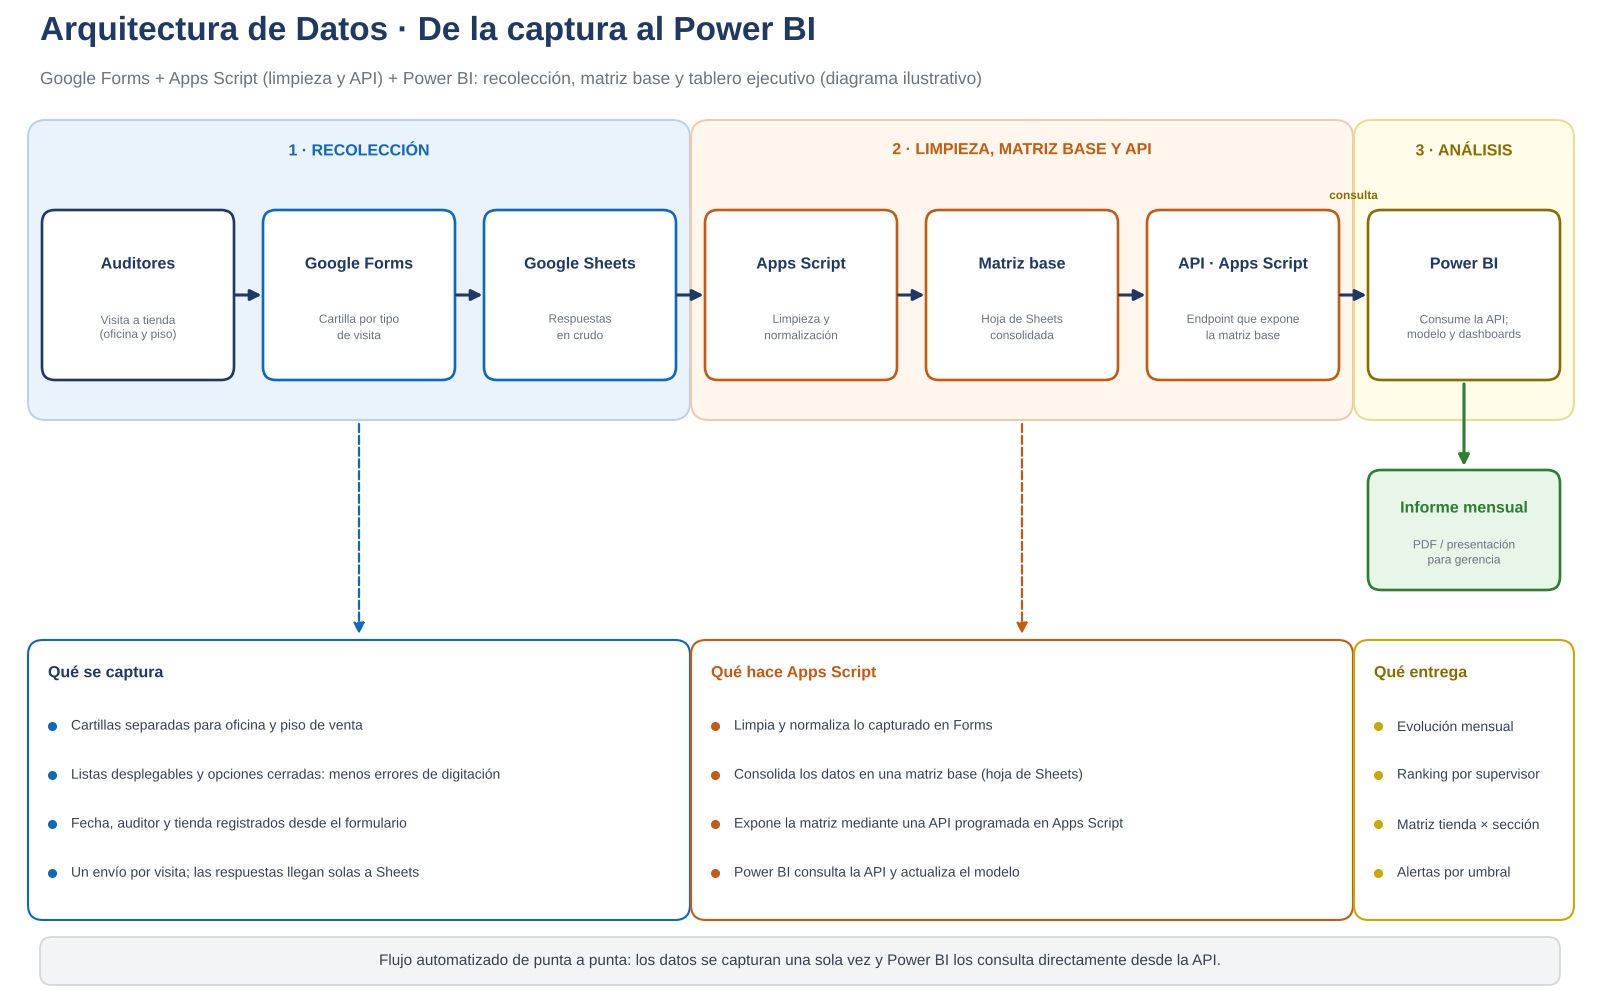 Arquitectura de Datos · De la captura al Power BI
Google Forms + Apps Script (limpieza y API) + Power BI: recolección, matriz base y tablero ejecutivo (diagrama ilustrativo)
1 · RECOLECCIÓN
Auditores
Visita a tienda
(oficina y piso)
Google Forms
Cartilla por tipo
de visita
Google Sheets
Respuestas
en crudo
2 · LIMPIEZA, MATRIZ BASE Y API
Apps Script
Limpieza y
normalización
Matriz base
Hoja de Sheets
consolidada
API · Apps Script
Endpoint que expone
la matriz base
consulta
3 · ANÁLISIS
Power BI
Consume la API;
modelo y dashboards
Informe mensual
PDF / presentación
para gerencia
Qué se captura
Cartillas separadas para oficina y piso de venta
Listas desplegables y opciones cerradas: menos errores de digitación
Fecha, auditor y tienda registrados desde el formulario
Un envío por visita; las respuestas llegan solas a Sheets
Qué hace Apps Script
Limpia y normaliza lo capturado en Forms
Consolida los datos en una matriz base (hoja de Sheets)
Expone la matriz mediante una API programada en Apps Script
Power BI consulta la API y actualiza el modelo
Qué entrega
Evolución mensual
Ranking por supervisor
Matriz tienda × sección
Alertas por umbral
Flujo automatizado de punta a punta: los datos se capturan una sola vez y Power BI los consulta directamente desde la API.